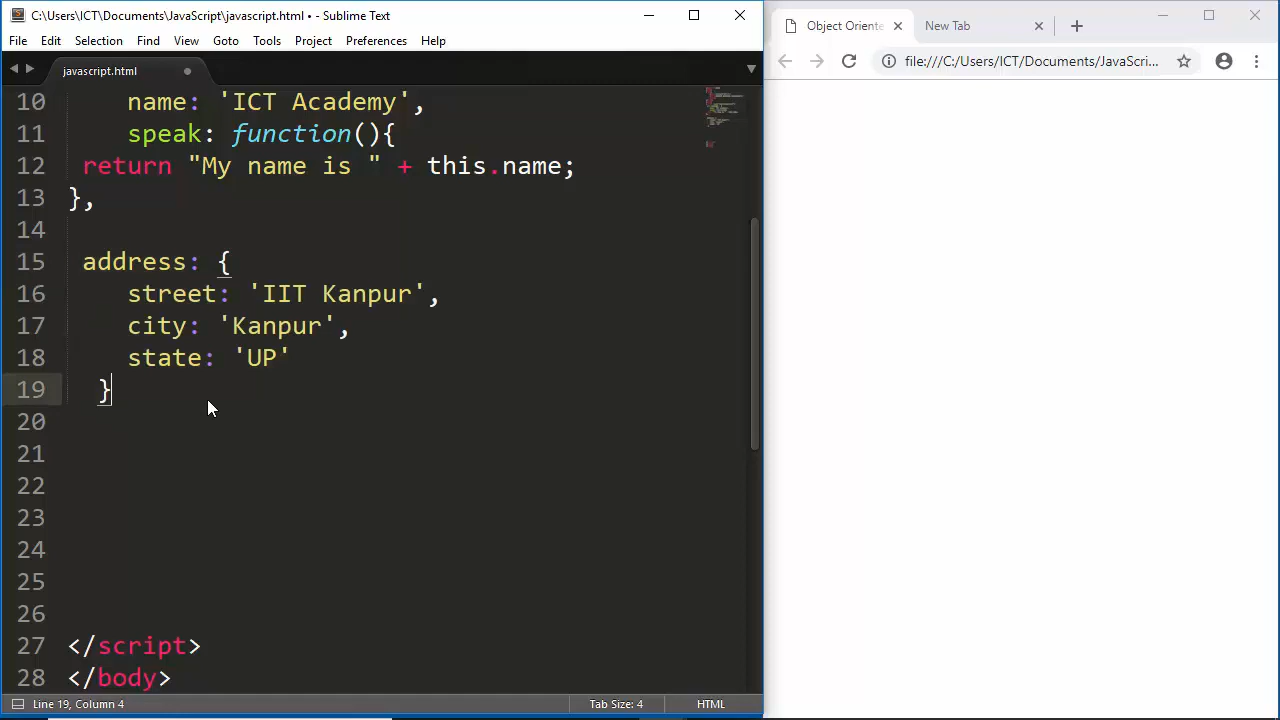 C:\Users\ICT\Documents\JavaScript\javascript.html • - Sublime Text
File Edit Selection Find View Goto Tools Project Preferences Help
javascript.html
10 name: 'ICT Academy',
11 speak: function(){
12 return "My name is " + this.name;
13 },
14
15 address: {
16 street: 'IIT Kanpur',
17 city: 'Kanpur',
18 state: 'UP'
19 }
20
21
22
23
24
25
26
27 </script>
28 </body>
Line 19, Column 4 Tab Size: 4 HTML
Object Oriente New Tab
file:///C:/Users/ICT/Documents/JavaScri...